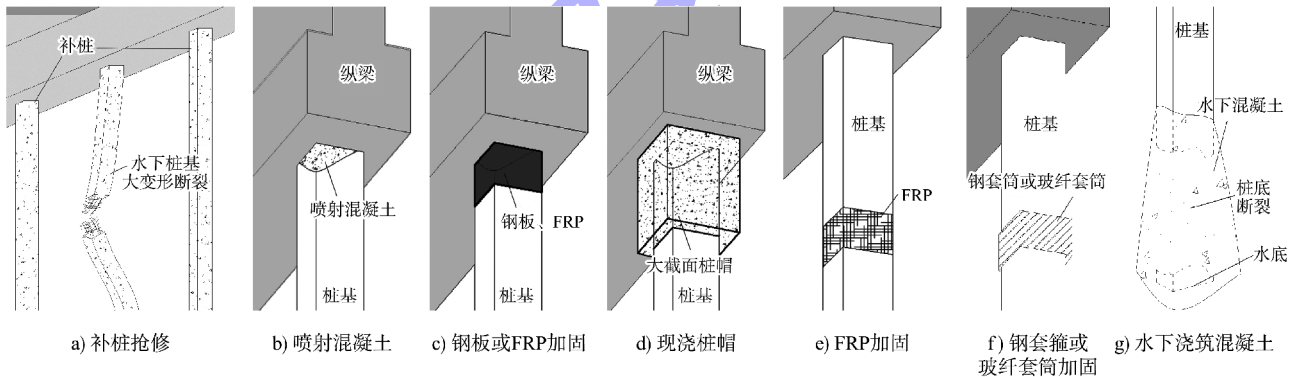 补桩
水下桩基
大变形断裂
a) 补桩抢修
纵梁
喷射混凝土
桩基
b) 喷射混凝土
纵梁
钢板、FRP
桩基
c) 钢板或FRP加固
纵梁
大截面桩帽
桩基
d) 现浇桩帽
桩基
FRP
e) FRP加固
桩基
钢套筒或玻纤套筒
f) 钢套箍或
玻纤套筒加固
桩基
水下混凝土
桩底
断裂
水底
g) 水下浇筑混凝土